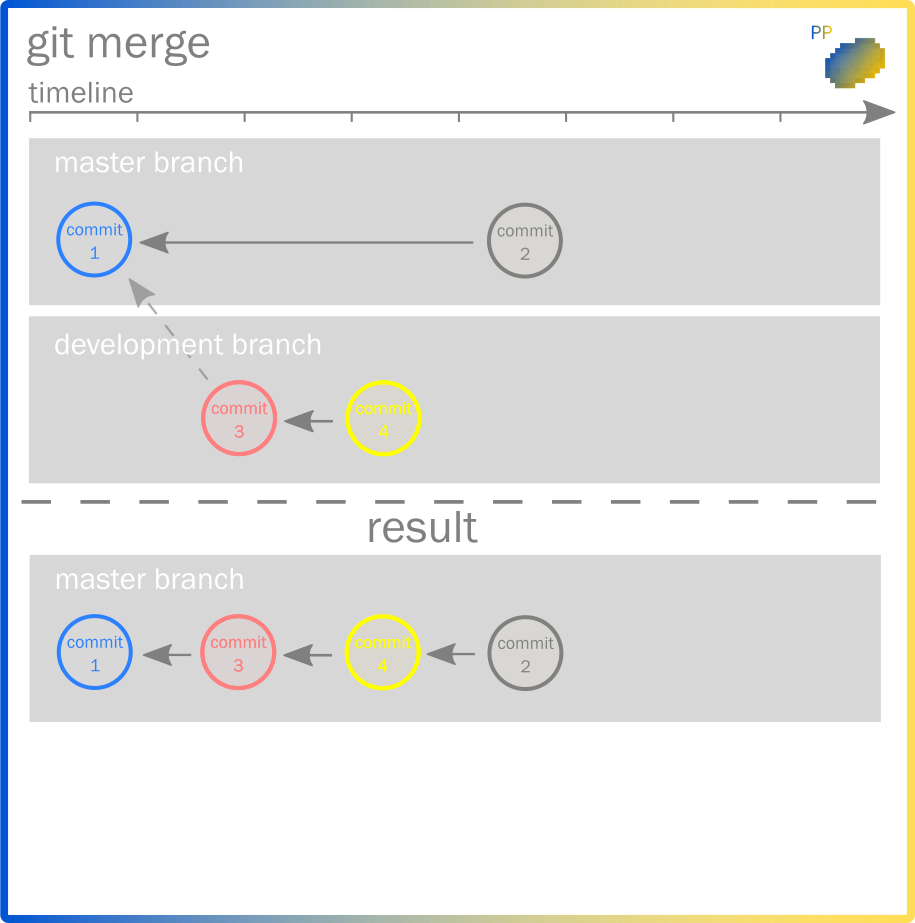 git merge
PP
timeline
master branch
commit
1
commit
2
development branch
commit
3
commit
4
result
master branch
commit
1
commit
3
commit
4
commit
2